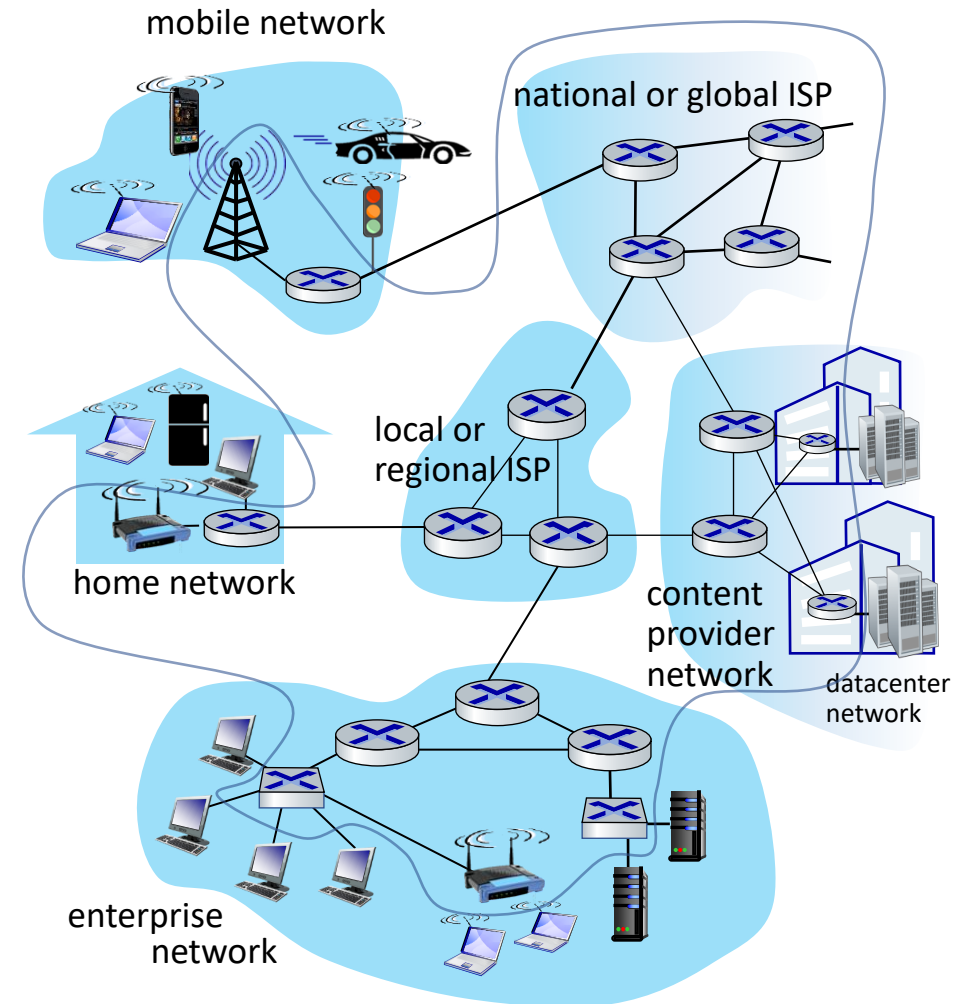 mobile network
national or global ISP
local or
regional ISP
home network
content
provider
network
datacenter
network
enterprise
network